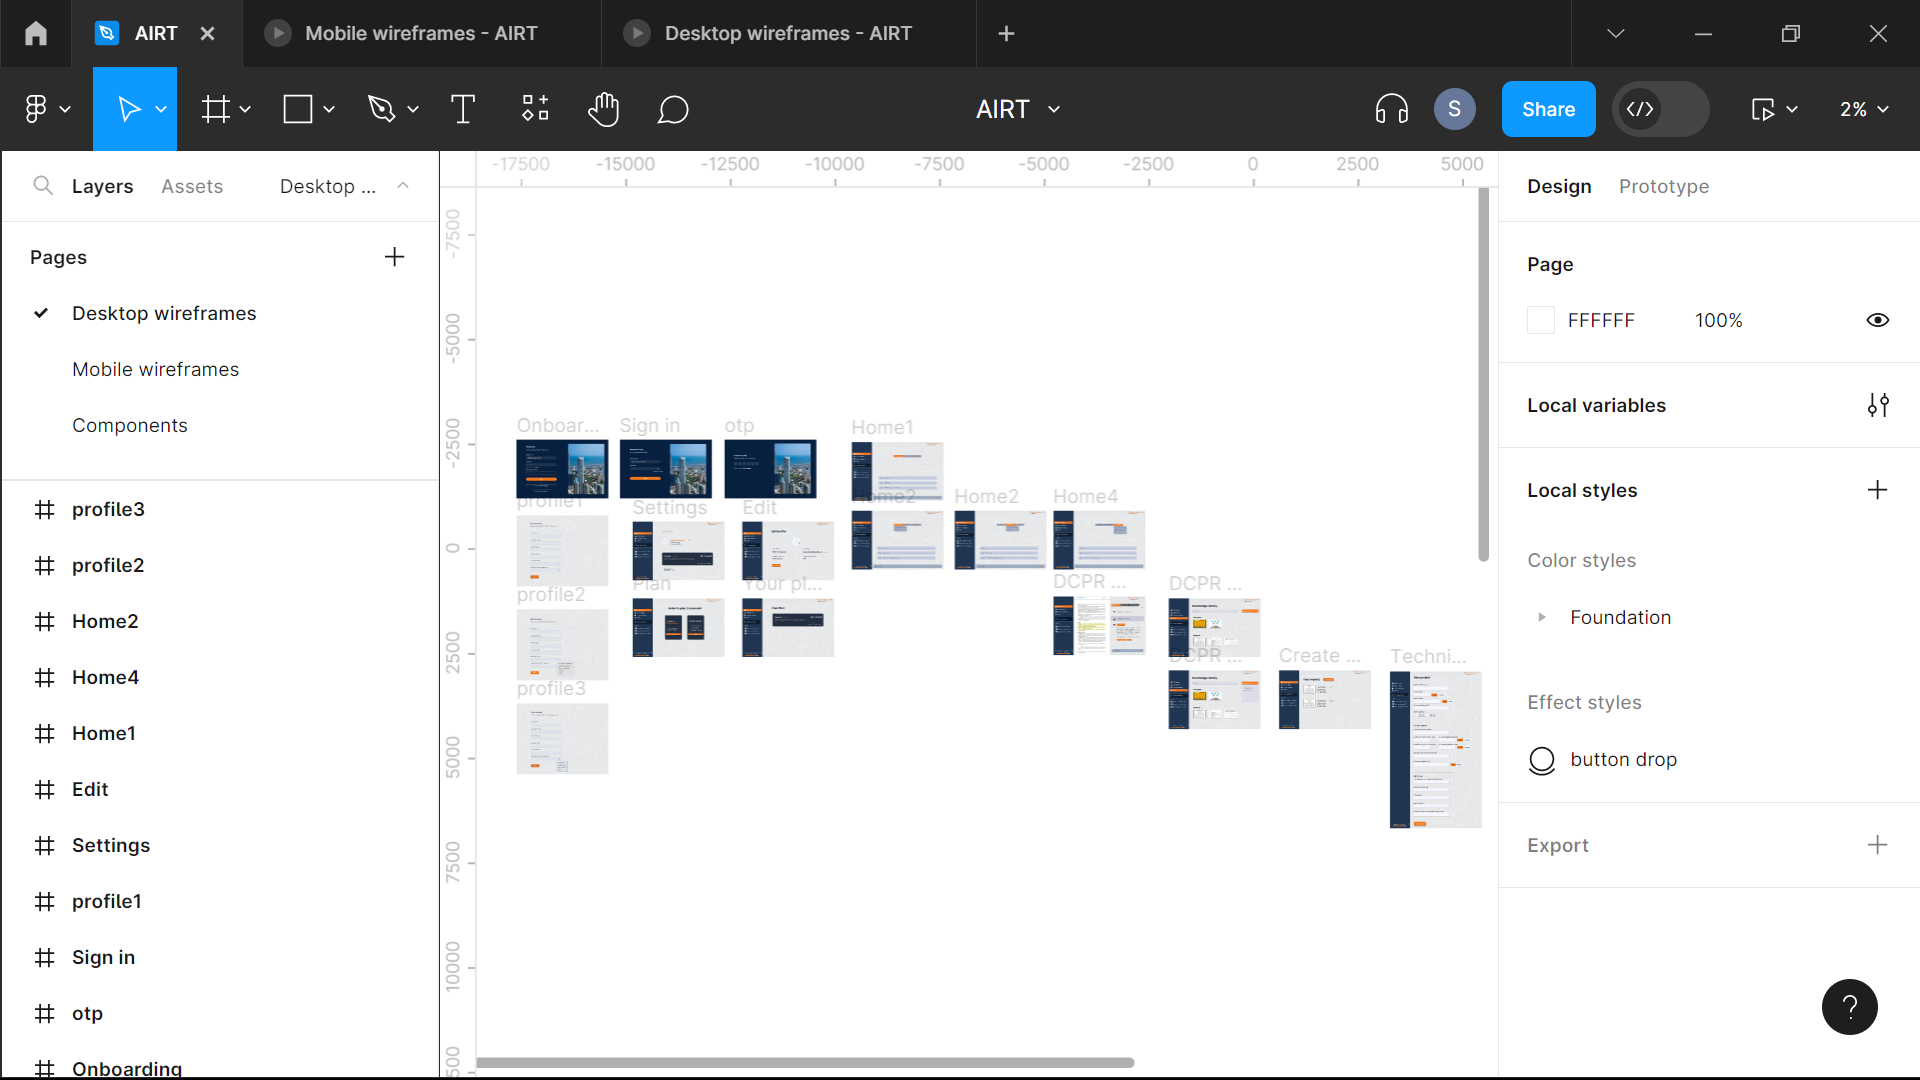 AIRT
Mobile wireframes - AIRT
Desktop wireframes - AIRT
AIRT
S
Share
2%
Layers
Assets
Desktop ...
Pages
Desktop wireframes
Mobile wireframes
Components
profile3
profile2
Home2
Home4
Home1
Edit
Settings
profile1
Sign in
otp
Onboarding
-17500
-15000
-12500
-10000
-7500
-5000
-2500
0
2500
5000
-7500
-5000
-2500
0
2500
5000
7500
10000
Onboar...
Sign in
otp
Home1
profile1
Settings
Edit
Home2
Home2
Home4
profile2
Plan
Your pl...
DCPR ...
DCPR ...
profile3
DCPR ...
Create ...
Techni...
Design
Prototype
Page
FFFFFF
100%
Local variables
Local styles
Color styles
Foundation
Effect styles
button drop
Export
?